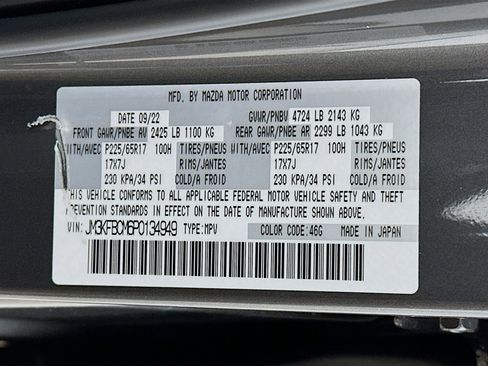 MFD. BY MAZDA MOTOR CORPORATION
DATE 09/22 GVWR/PNBV 4724 LB 2143 KG
FRONT GAWR/PNBE AV 2425 LB 1100 KG REAR GAWR/PNBE AR 2299 LB 1043 KG
WITH/AVEC P225/65R17 100H TIRES/PNEUS WITH/AVEC P225/65R17 100H TIRES/PNEUS
17X7J RIMS/JANTES 17X7J RIMS/JANTES
230 KPA/34 PSI COLD/A FROID 230 KPA/34 PSI COLD/A FROID
THIS VEHICLE CONFORMS TO ALL APPLICABLE FEDERAL MOTOR VEHICLE SAFETY AND THEFT
PREVENTION STANDARDS IN EFFECT ON THE DATE OF MANUFACTURE SHOWN ABOVE.
VIN: JM3KFBCM6P0134949 TYPE: MPV COLOR CODE: 46G MADE IN JAPAN